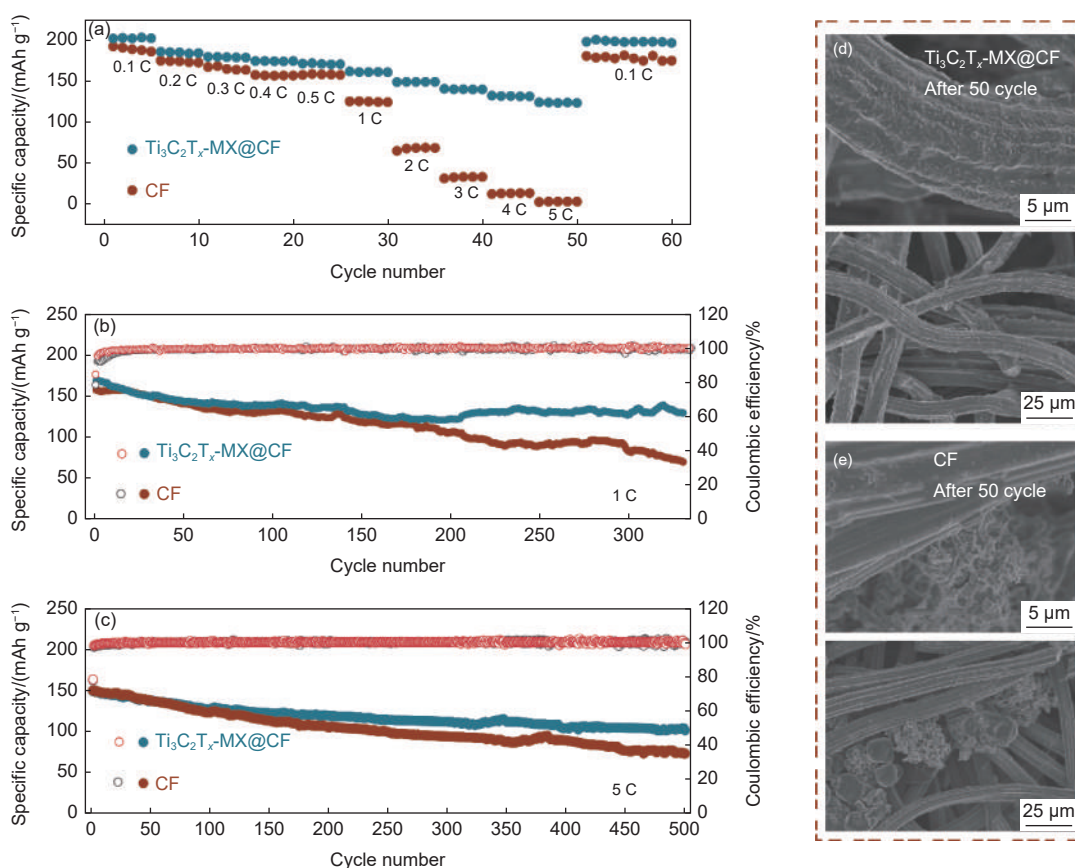 (a)
Specific capacity/(mAh g⁻¹)
200
150
100
50
0
0.1 C
0.2 C
0.3 C
0.4 C
0.5 C
1 C
2 C
3 C
4 C
5 C
0.1 C
Ti₃C₂Tₓ-MX@CF
CF
0 10 20 30 40 50 60
Cycle number
(b)
Specific capacity/(mAh g⁻¹)
250
200
150
100
50
0
Ti₃C₂Tₓ-MX@CF
CF
1 C
120
100
80
60
40
20
0
Coulombic efficiency/%
0 50 100 150 200 250 300
Cycle number
(c)
Specific capacity/(mAh g⁻¹)
250
200
150
100
50
0
Ti₃C₂Tₓ-MX@CF
CF
5 C
120
100
80
60
40
20
0
Coulombic efficiency/%
0 50 100 150 200 250 300 350 400 450 500
Cycle number
(d)
Ti₃C₂Tₓ-MX@CF
After 50 cycle
5 μm
25 μm
(e)
CF
After 50 cycle
5 μm
25 μm